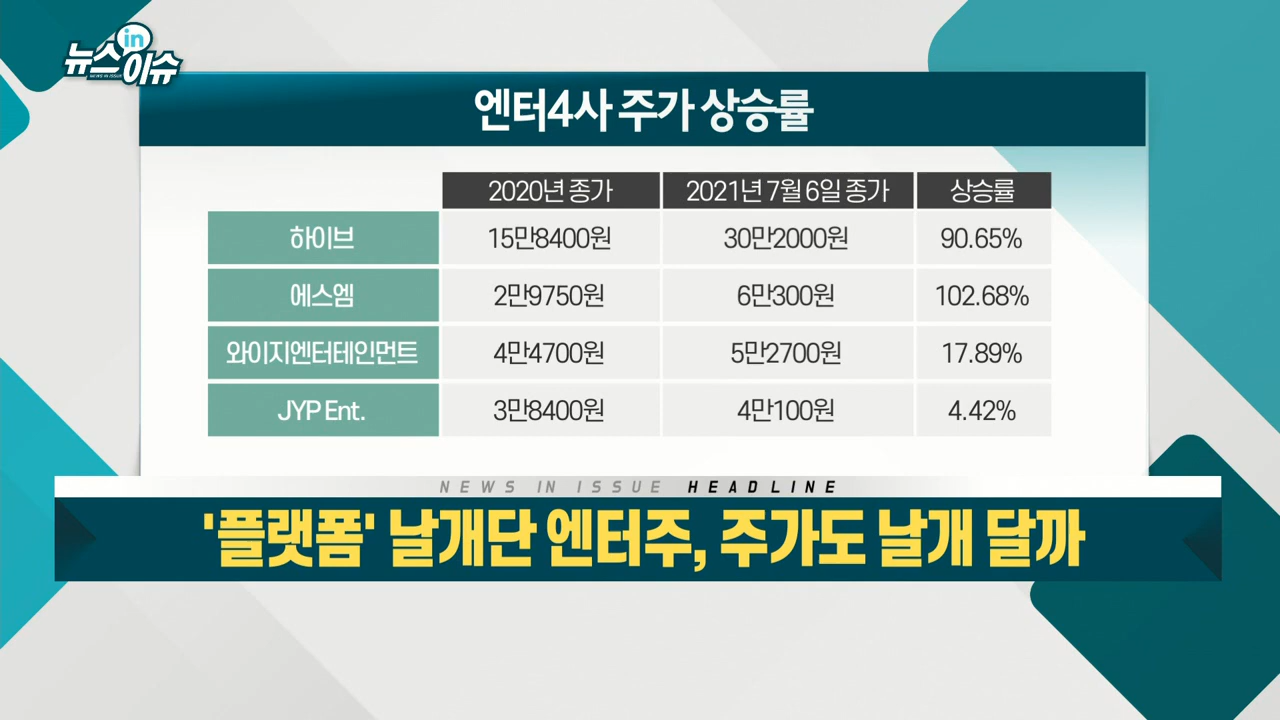 뉴스in이슈
NEWS IN ISSUE
엔터4사 주가 상승률
2020년 종가 2021년 7월 6일 종가 상승률
하이브 15만8400원 30만2000원 90.65%
에스엠 2만9750원 6만300원 102.68%
와이지엔터테인먼트 4만4700원 5만2700원 17.89%
JYP Ent. 3만8400원 4만100원 4.42%
NEWS IN ISSUE HEADLINE
'플랫폼' 날개단 엔터주, 주가도 날개 달까